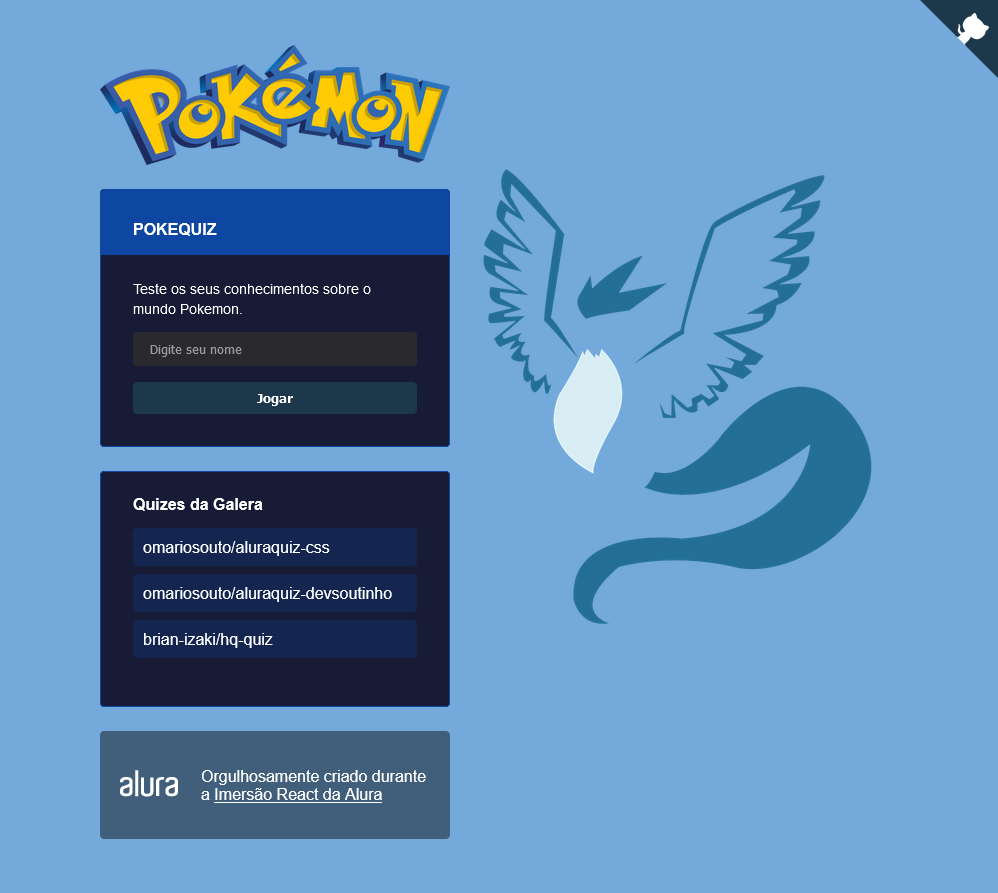 POKéMON
POKEQUIZ
Teste os seus conhecimentos sobre o
mundo Pokemon.
Digite seu nome
Jogar
Quizes da Galera
omariosouto/aluraquiz-css
omariosouto/aluraquiz-devsoutinho
brian-izaki/hq-quiz
alura
Orgulhosamente criado durante
a Imersão React da Alura